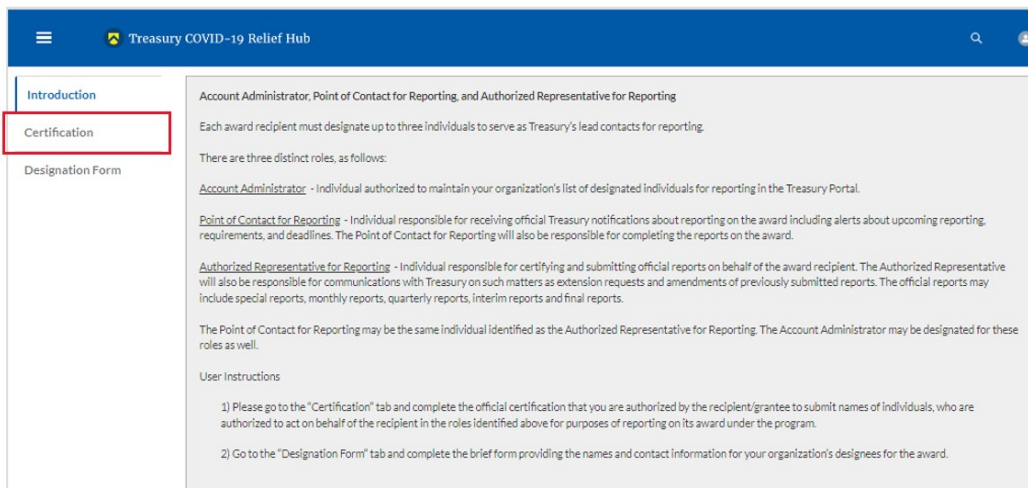 Treasury COVID-19 Relief Hub
Introduction
Certification
Designation Form
Account Administrator, Point of Contact for Reporting, and Authorized Representative for Reporting
Each award recipient must designate up to three individuals to serve as Treasury's lead contacts for reporting.
There are three distinct roles, as follows:
Account Administrator - Individual authorized to maintain your organization's list of designated individuals for reporting in the Treasury Portal.
Point of Contact for Reporting - Individual responsible for receiving official Treasury notifications about reporting on the award including alerts about upcoming reporting,
requirements, and deadlines. The Point of Contact for Reporting will also be responsible for completing the reports on the award.
Authorized Representative for Reporting - Individual responsible for certifying and submitting official reports on behalf of the award recipient. The Authorized Representative
will also be responsible for communications with Treasury on such matters as extension requests and amendments of previously submitted reports. The official reports may
include special reports, monthly reports, quarterly reports, interim reports and final reports.
The Point of Contact for Reporting may be the same individual identified as the Authorized Representative for Reporting. The Account Administrator may be designated for these
roles as well.
User Instructions
1) Please go to the "Certification" tab and complete the official certification that you are authorized by the recipient/grantee to submit names of individuals, who are
authorized to act on behalf of the recipient in the roles identified above for purposes of reporting on its award under the program.
2) Go to the "Designation Form" tab and complete the brief form providing the names and contact information for your organization's designees for the award.